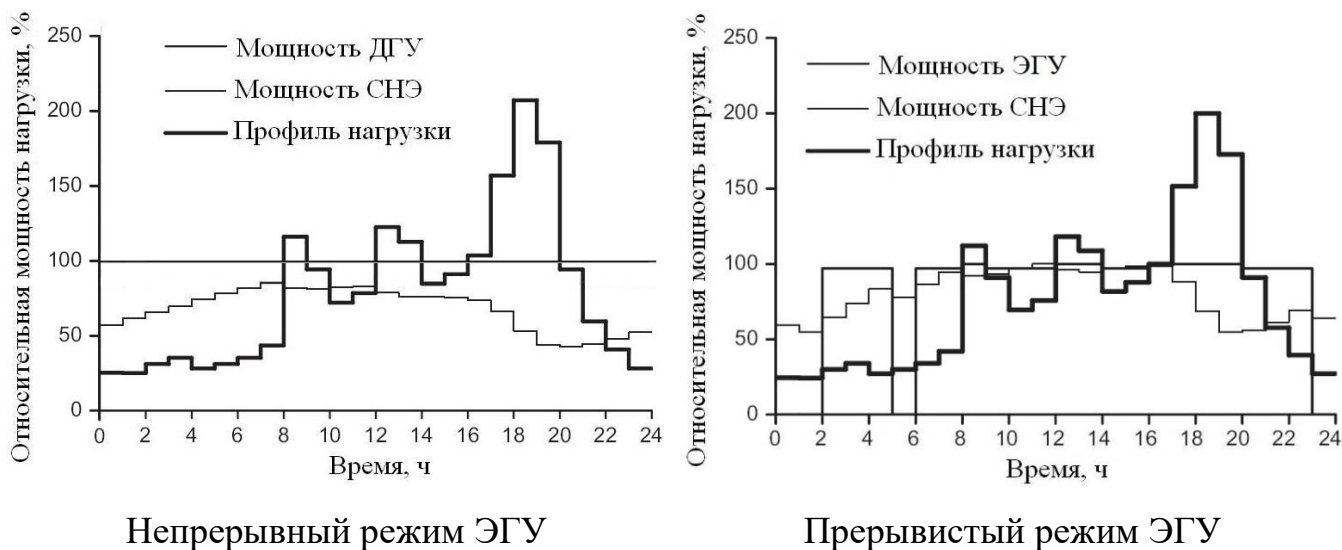 Относительная мощность нагрузки, %
250
200
150
100
50
0
Мощность ДГУ
Мощность СНЭ
Профиль нагрузки
0 2 4 6 8 10 12 14 16 18 20 22 24
Время, ч
Непрерывный режим ЭГУ
Относительная мощность нагрузки, %
250
200
150
100
50
0
Мощность ЭГУ
Мощность СНЭ
Профиль нагрузки
0 2 4 6 8 10 12 14 16 18 20 22 24
Время, ч
Прерывистый режим ЭГУ